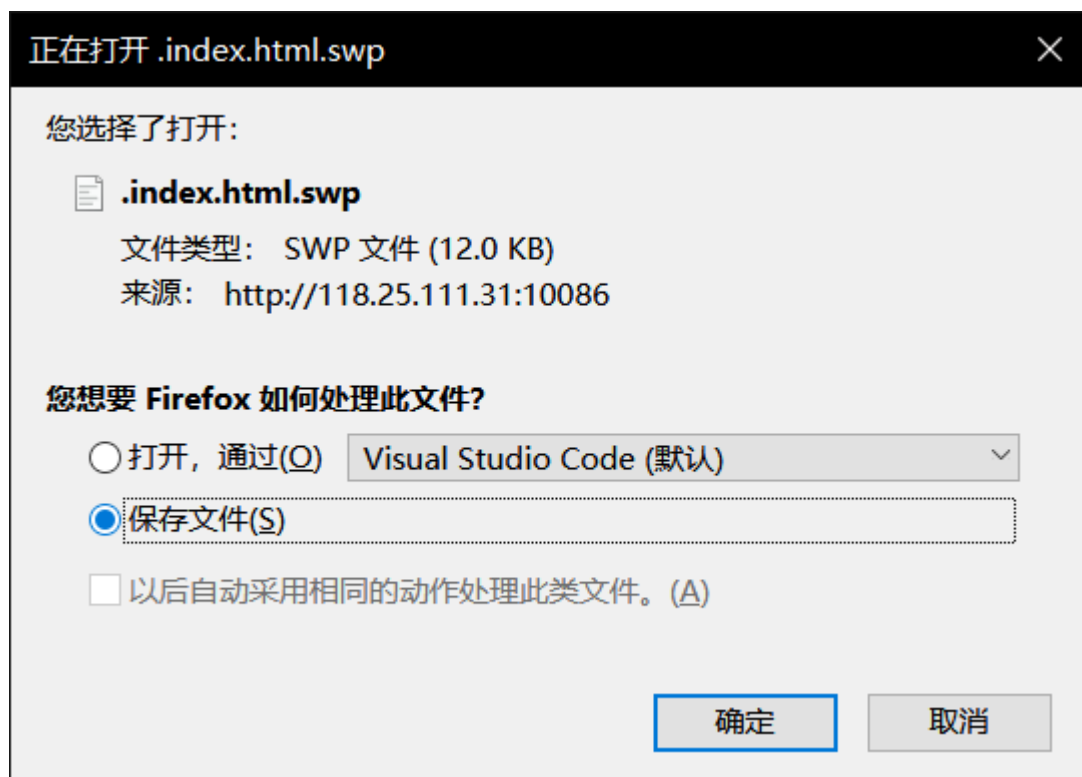 正在打开 .index.html.swp
您选择了打开：
.index.html.swp
文件类型： SWP 文件 (12.0 KB)
来源： http://118.25.111.31:10086
您想要 Firefox 如何处理此文件?
打开，通过(O) Visual Studio Code (默认)
保存文件(S)
以后自动采用相同的动作处理此类文件。(A)
确定 取消